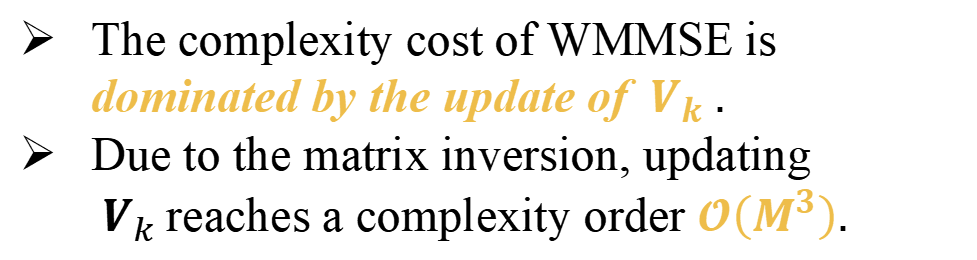 ➢ The complexity cost of WMMSE is
dominated by the update of V_k .
➢ Due to the matrix inversion, updating
V_k reaches a complexity order 𝒪(M³).